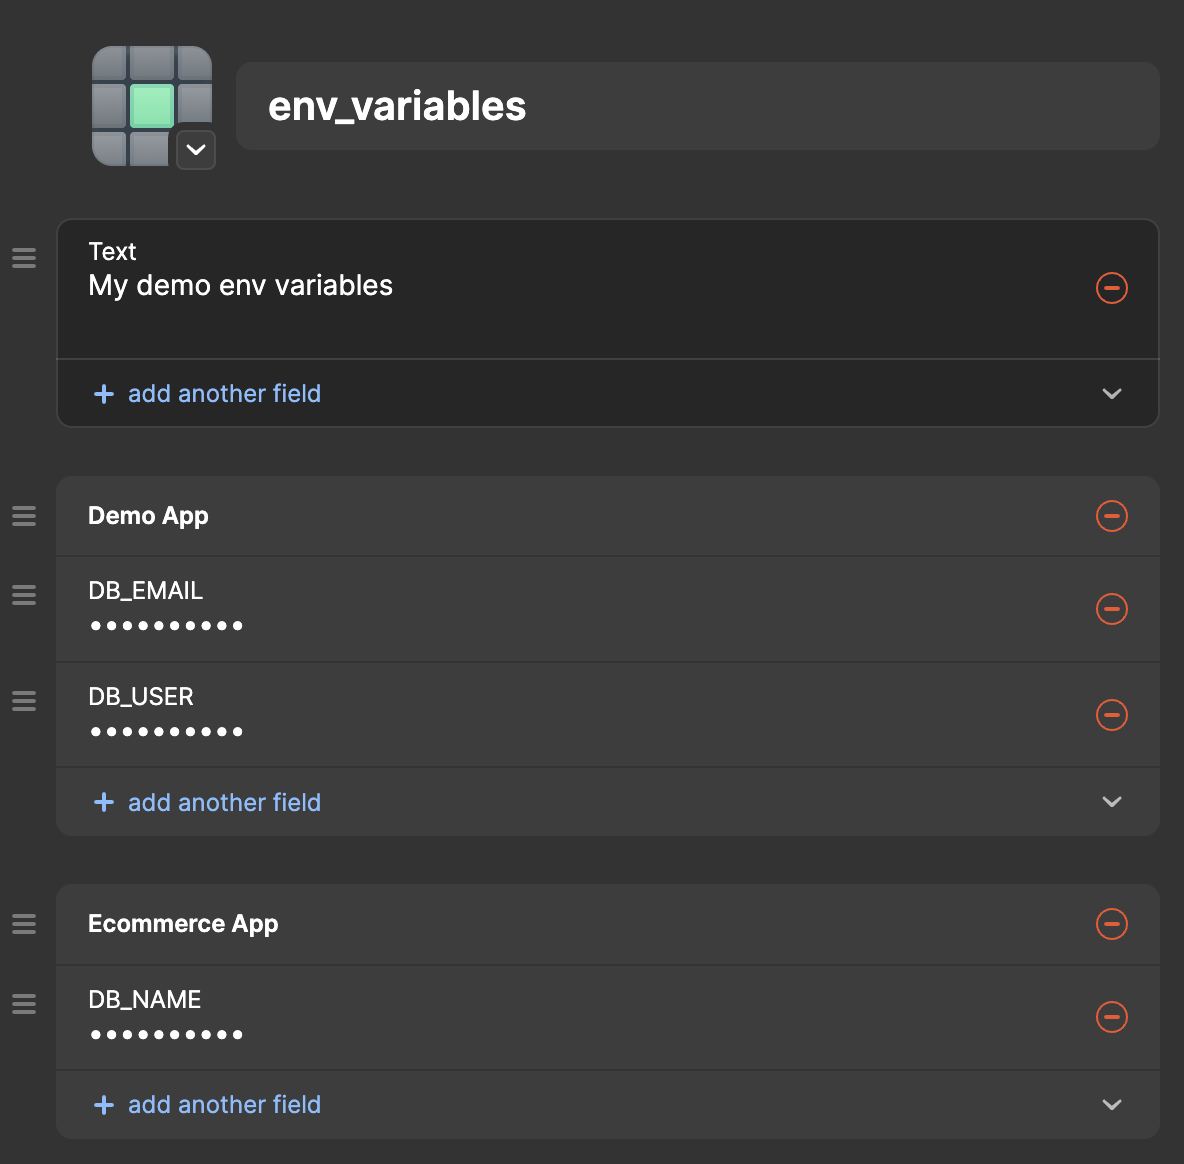 env_variables
Text
My demo env variables
+ add another field
Demo App
DB_EMAIL
••••••••••
DB_USER
••••••••••
+ add another field
Ecommerce App
DB_NAME
••••••••••
+ add another field